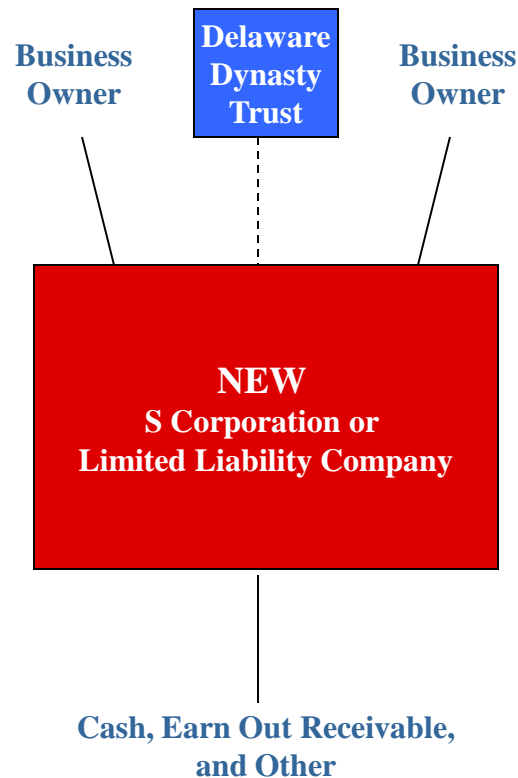 Business
Owner
Delaware
Dynasty
Trust
Business
Owner
NEW
S Corporation or
Limited Liability Company
Cash, Earn Out Receivable,
and Other